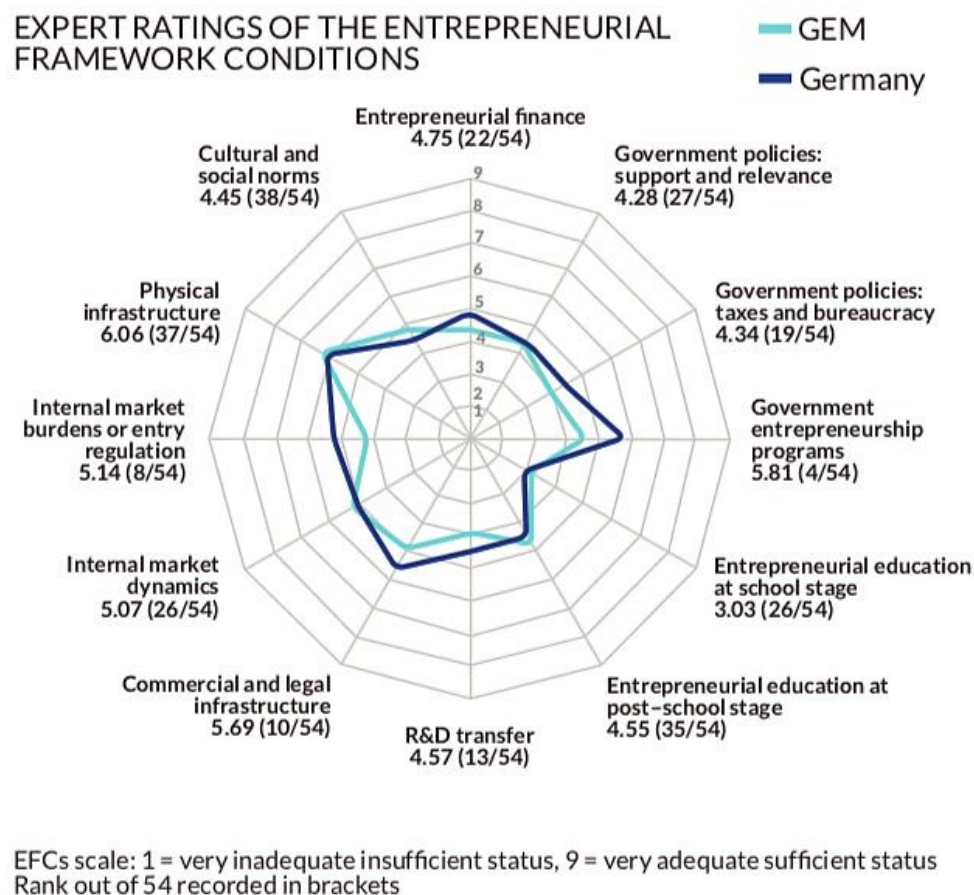 EXPERT RATINGS OF THE ENTREPRENEURIAL
FRAMEWORK CONDITIONS
GEM
Germany
Entrepreneurial finance
4.75 (22/54)
Cultural and
social norms
4.45 (38/54)
Government policies:
support and relevance
4.28 (27/54)
9
8
7
6
5
4
3
2
1
Physical
infrastructure
6.06 (37/54)
Government policies:
taxes and bureaucracy
4.34 (19/54)
Internal market
burdens or entry
regulation
5.14 (8/54)
Government
entrepreneurship
programs
5.81 (4/54)
Internal market
dynamics
5.07 (26/54)
Entrepreneurial education
at school stage
3.03 (26/54)
Commercial and legal
infrastructure
5.69 (10/54)
R&D transfer
4.57 (13/54)
Entrepreneurial education at
post–school stage
4.55 (35/54)
EFCs scale: 1 = very inadequate insufficient status, 9 = very adequate sufficient status
Rank out of 54 recorded in brackets